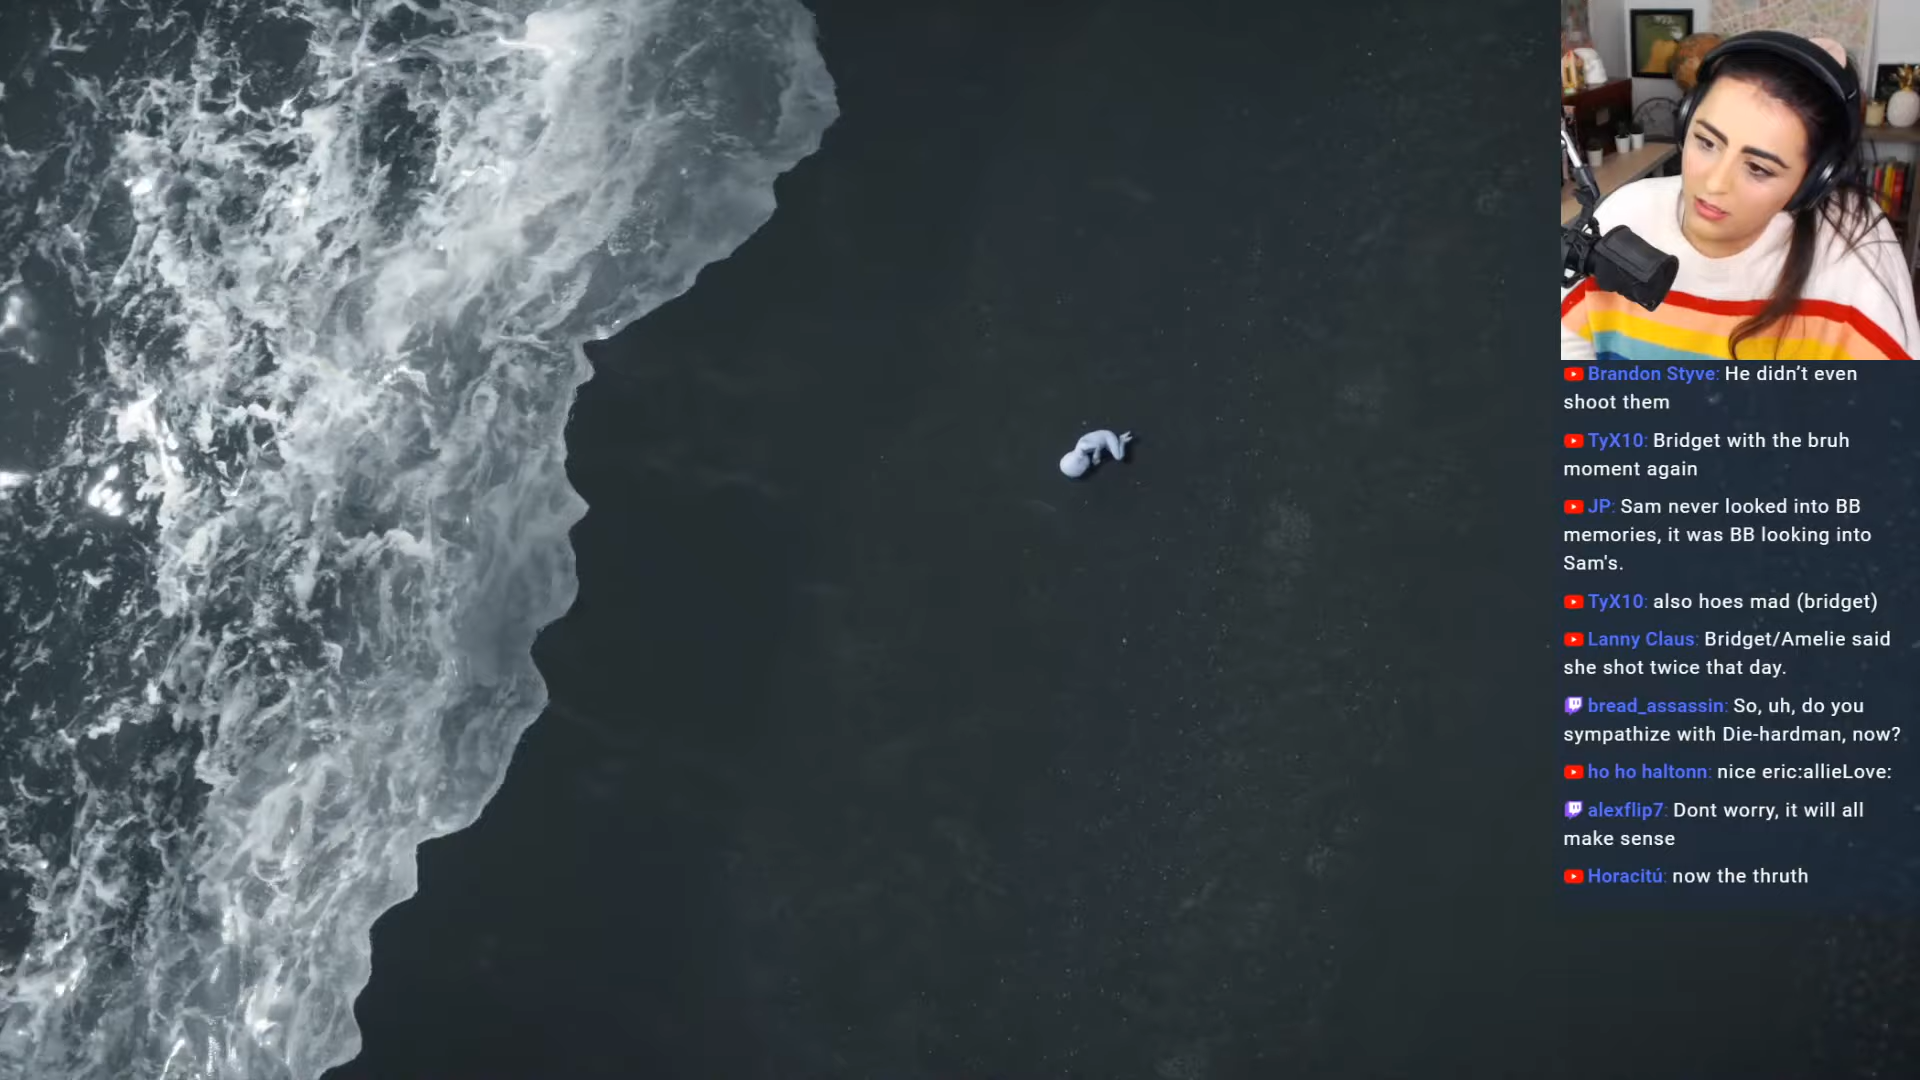 Brandon Styve: He didn’t even
shoot them
TyX10: Bridget with the bruh
moment again
JP: Sam never looked into BB
memories, it was BB looking into
Sam's.
TyX10: also hoes mad (bridget)
Lanny Claus: Bridget/Amelie said
she shot twice that day.
bread_assassin: So, uh, do you
sympathize with Die-hardman, now?
ho ho haltonn: nice eric:allieLove:
alexflip7: Dont worry, it will all
make sense
Horacitú: now the thruth